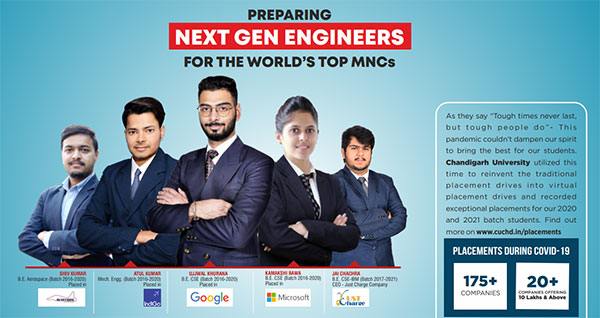 PREPARING
NEXT GEN ENGINEERS
FOR THE WORLD'S TOP MNCs
As they say "Tough times never last,
but tough people do"- This
pandemic couldn't dampen our spirit
to bring the best for our students.
Chandigarh University utilized this
time to reinvent the traditional
placement drives into virtual
placement drives and recorded
exceptional placements for our 2020
and 2021 batch students. Find out
more on www.cuchd.in/placements
PLACEMENTS DURING COVID-19
175+
COMPANIES
20+
COMPANIES OFFERING
10 Lakhs & Above
SHIV KUMAR
B.E. Aerospace (Batch 2016-2020)
Placed in
ATUL KUMAR
Mech. Engg. (Batch 2016-2020)
Placed in
IndiGo
UJJWAL KHURANA
B.E. CSE (Batch 2016-2020)
Placed in
Google
KAMAKSHI
B.E. CSE (Batch 2016-2020)
Placed in
Microsoft
JAI CHACHRA
B.E. CSE-BIM (Batch 2017-2021)
CEO - Just Charge Company